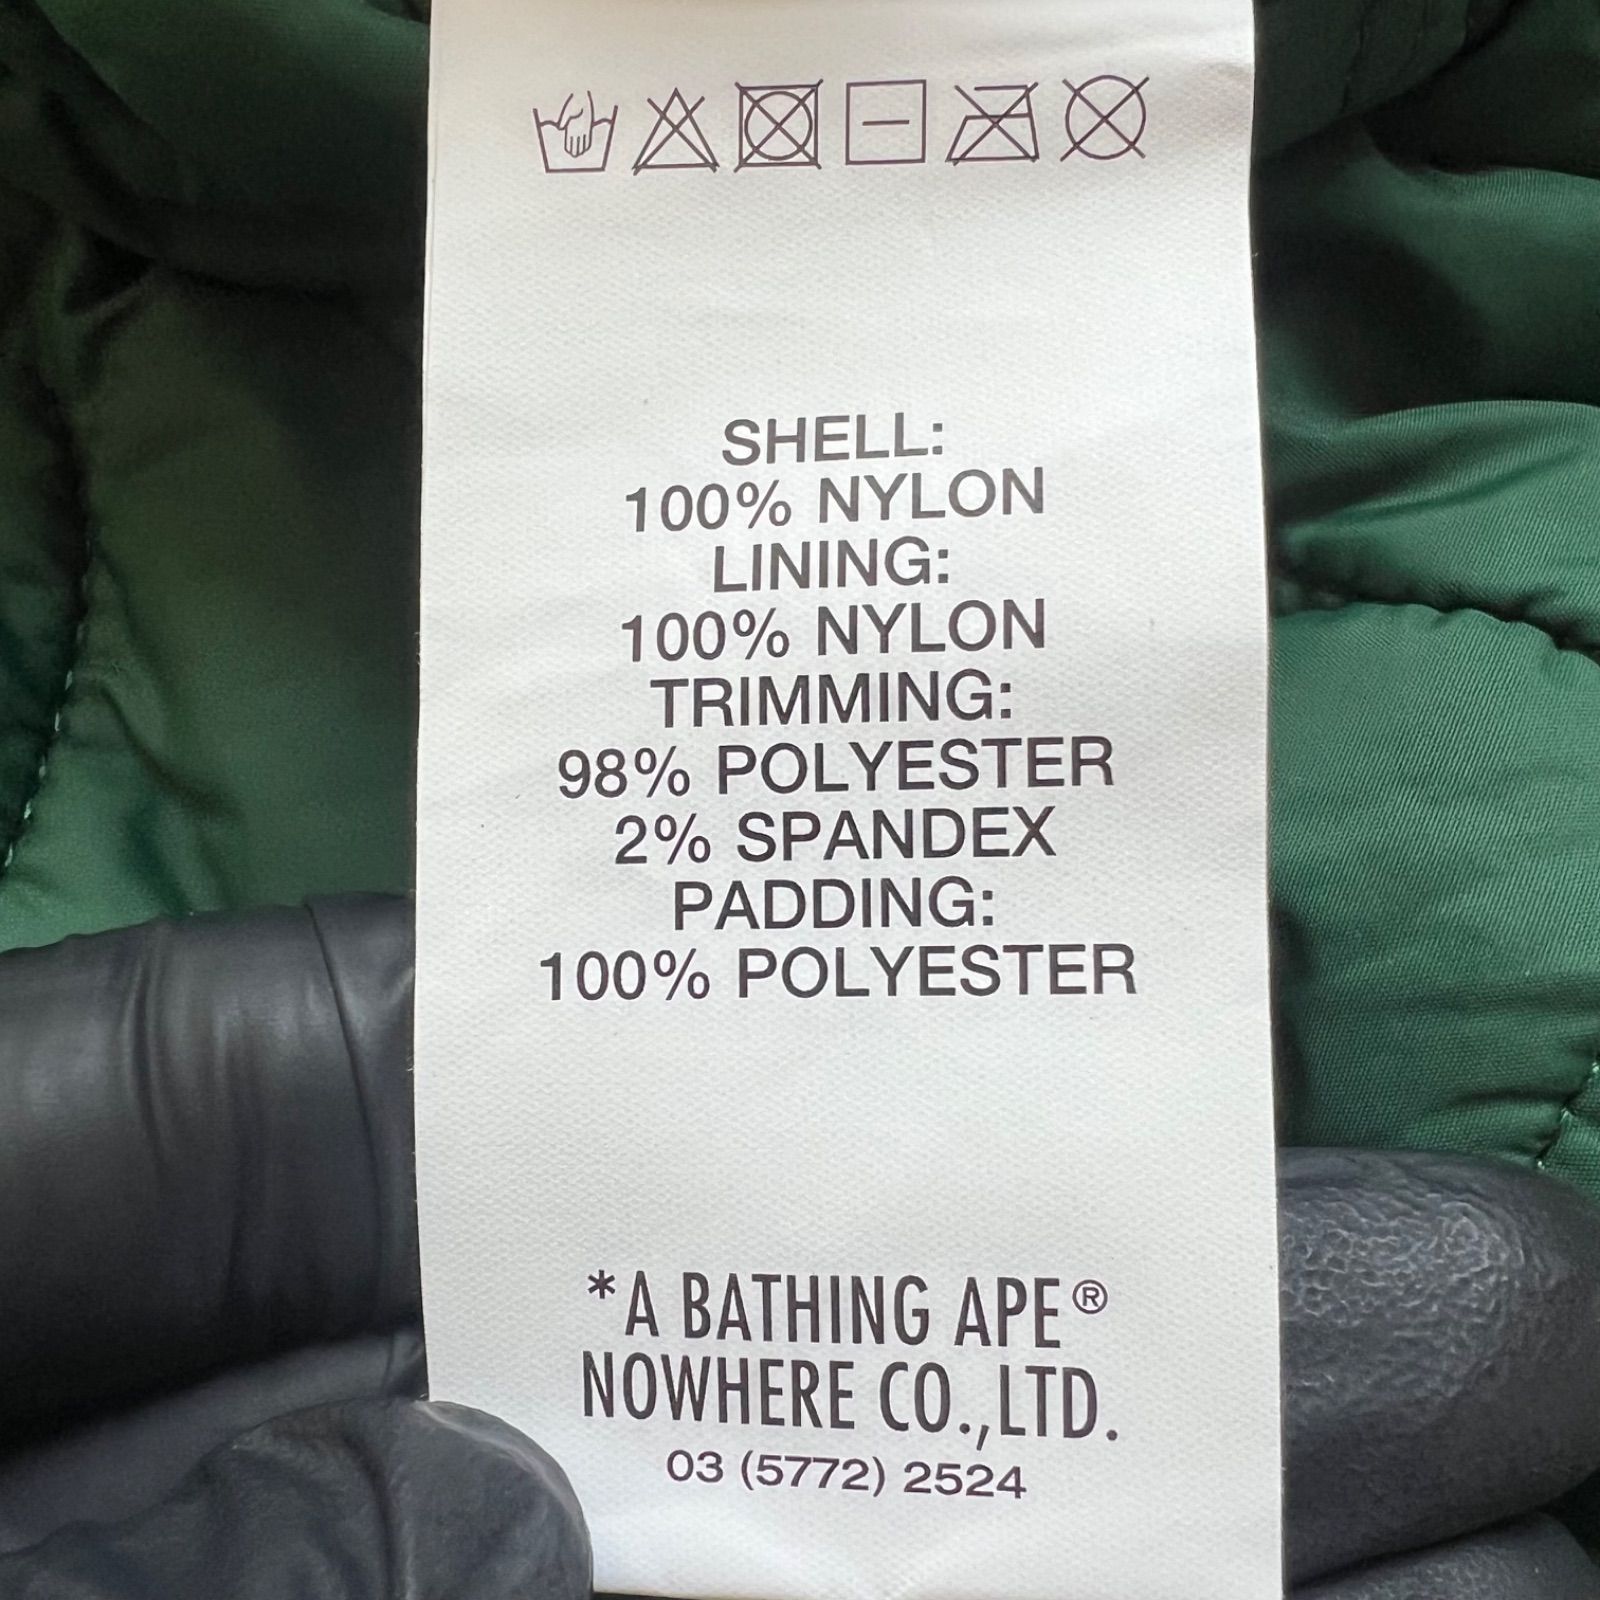 SHELL:
100% NYLON
LINING:
100% NYLON
TRIMMING:
98% POLYESTER
2% SPANDEX
PADDING:
100% POLYESTER
*A BATHING APE®
NOWHERE CO.,LTD.
03 (5772) 2524